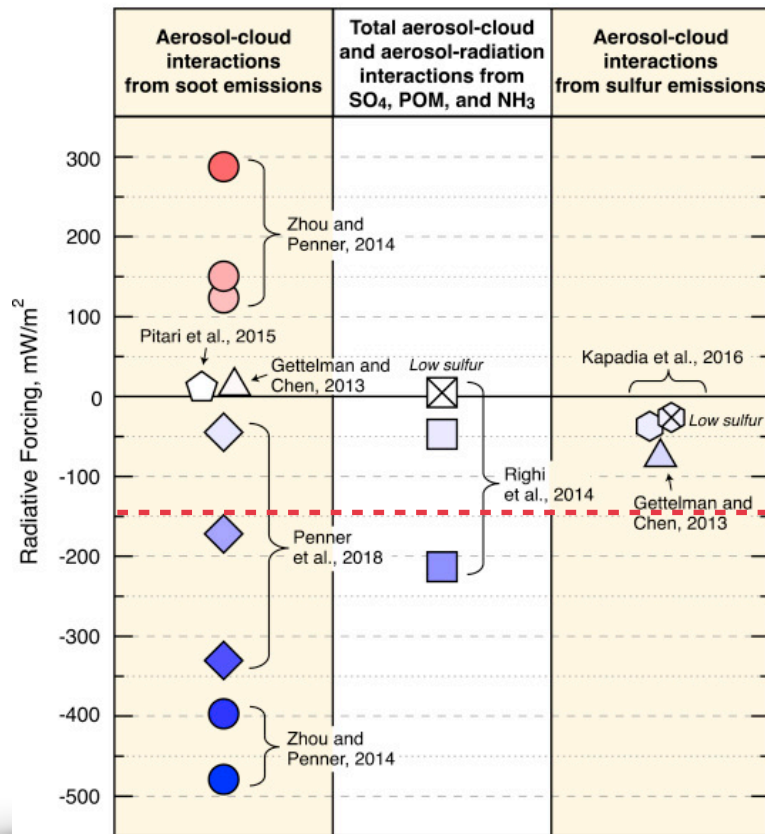 Aerosol-cloud
interactions
from soot emissions
Total aerosol-cloud
and aerosol-radiation
interactions from
SO₄, POM, and NH₃
Aerosol-cloud
interactions
from sulfur emissions
Radiative Forcing, mW/m²
300
200
100
0
-100
-200
-300
-400
-500
Zhou and
Penner, 2014
Pitari et al., 2015
Gettelman and
Chen, 2013
Penner
et al., 2018
Zhou and
Penner, 2014
Low sulfur
Righi
et al., 2014
Kapadia et al., 2016
Low sulfur
Gettelman and
Chen, 2013